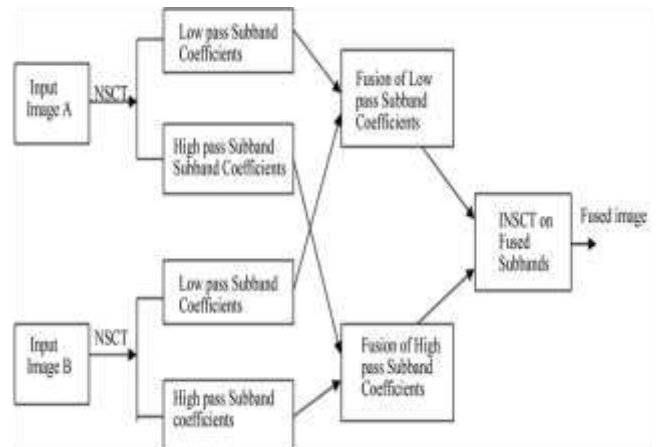 Low pass Subband
Coefficients
Input
Image A
NSCT
High pass Subband
Subband Coefficients
Fusion of Low
pass Subband
Coefficients
INSCT on
Fused
Subbands
Fused image
Low pass Subband
Coefficients
Input
Image B
NSCT
High pass Subband
coefficients
Fusion of High
pass Subband
Coefficients